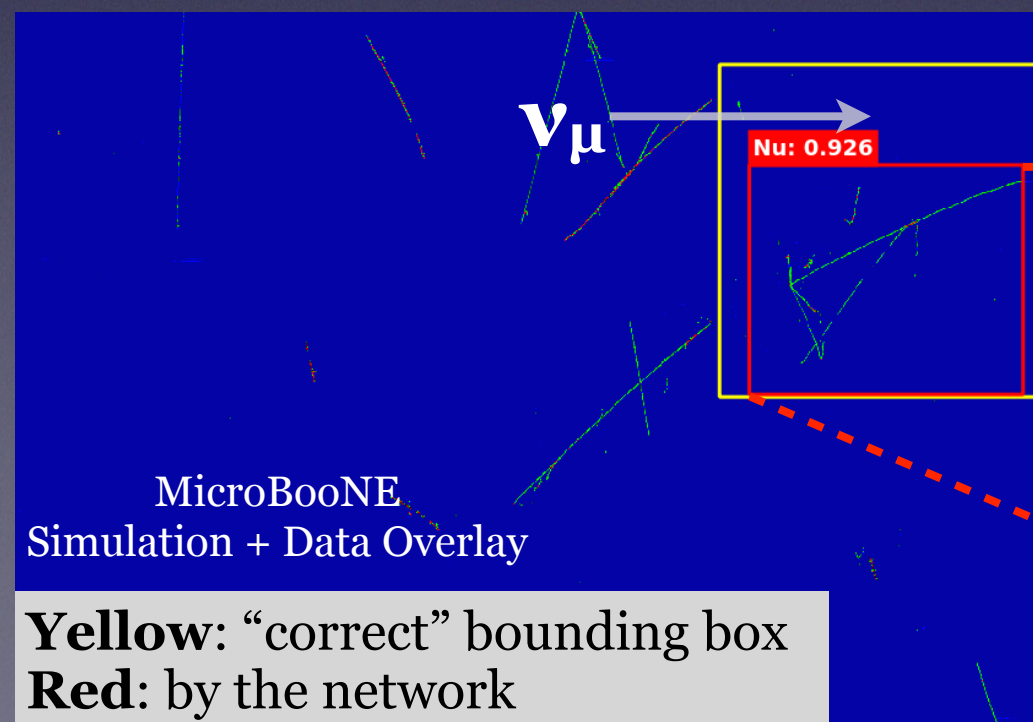 νμ
Nu: 0.926
MicroBooNE
Simulation + Data Overlay
Yellow: “correct” bounding box
Red: by the network